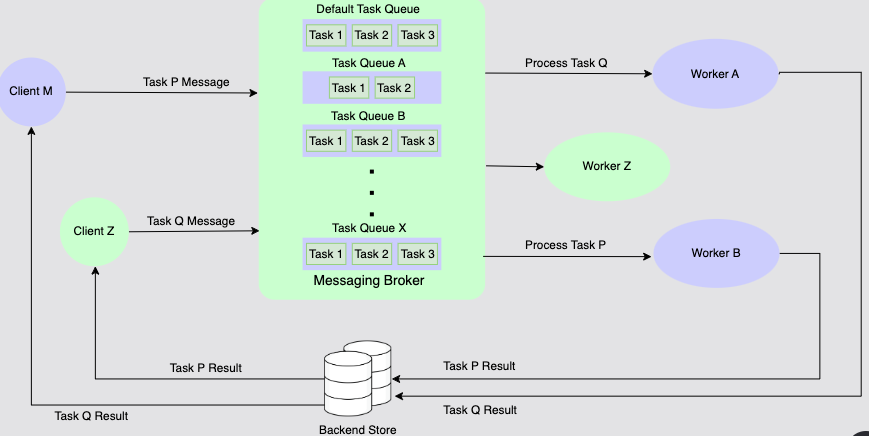 Default Task Queue
Task 1 Task 2 Task 3
Task Queue A
Task 1 Task 2
Task Queue B
Task 1 Task 2 Task 3
Task Queue X
Task 1 Task 2 Task 3
Messaging Broker
Client M
Task P Message
Client Z
Task Q Message
Process Task Q
Worker A
Worker Z
Process Task P
Worker B
Task P Result
Task P Result
Task Q Result
Task Q Result
Backend Store